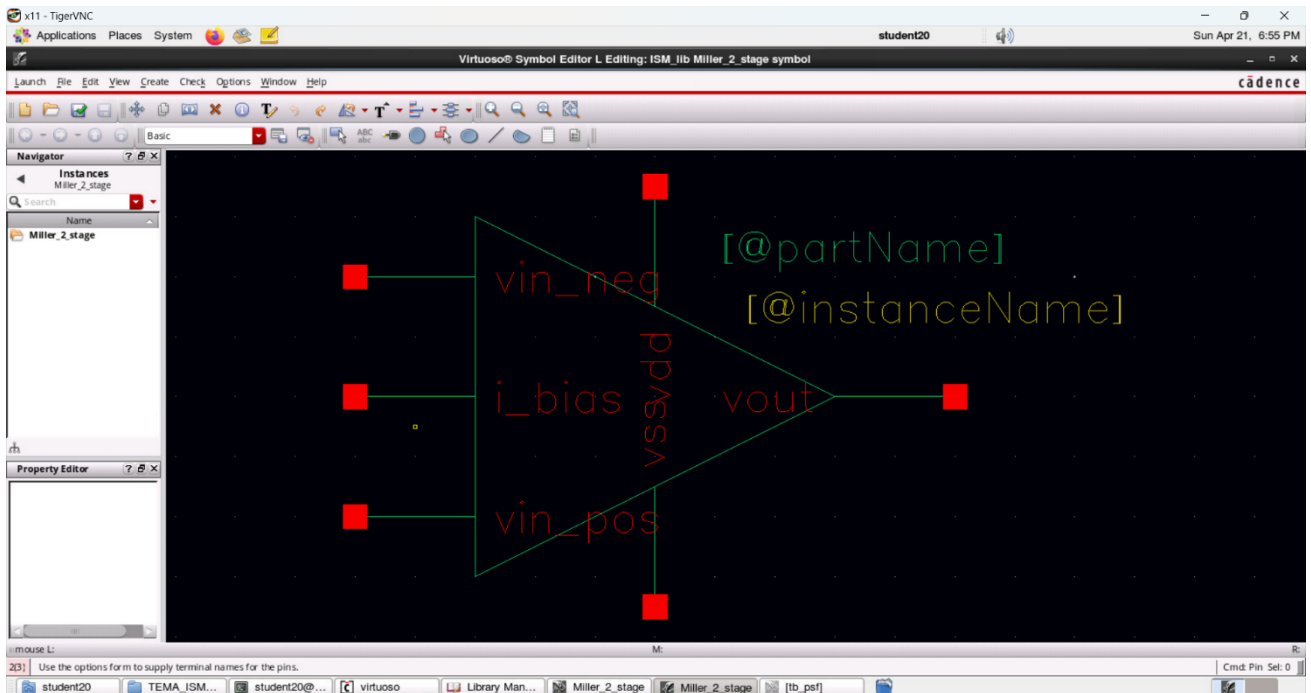 x11 - TigerVNC
Applications Places System student20 Sun Apr 21, 6:55 PM
Virtuoso® Symbol Editor L Editing: ISM_lib Miller_2_stage symbol
Launch File Edit View Create Check Options Window Help cādence
Basic
ABC
abc
Navigator
Instances
Miller_2_stage
Search
Name
Miller_2_stage
Property Editor
[@partName]
[@instanceName]
vin_neg
i_bias
vssvdd
vout
vin_pos
mouse L: M: R:
2(3) Use the options form to supply terminal names for the pins. Cmd: Pin Sel: 0
student20 TEMA_ISM... student20@... virtuoso Library Man... Miller_2_stage Miller_2_stage [tb_psf]